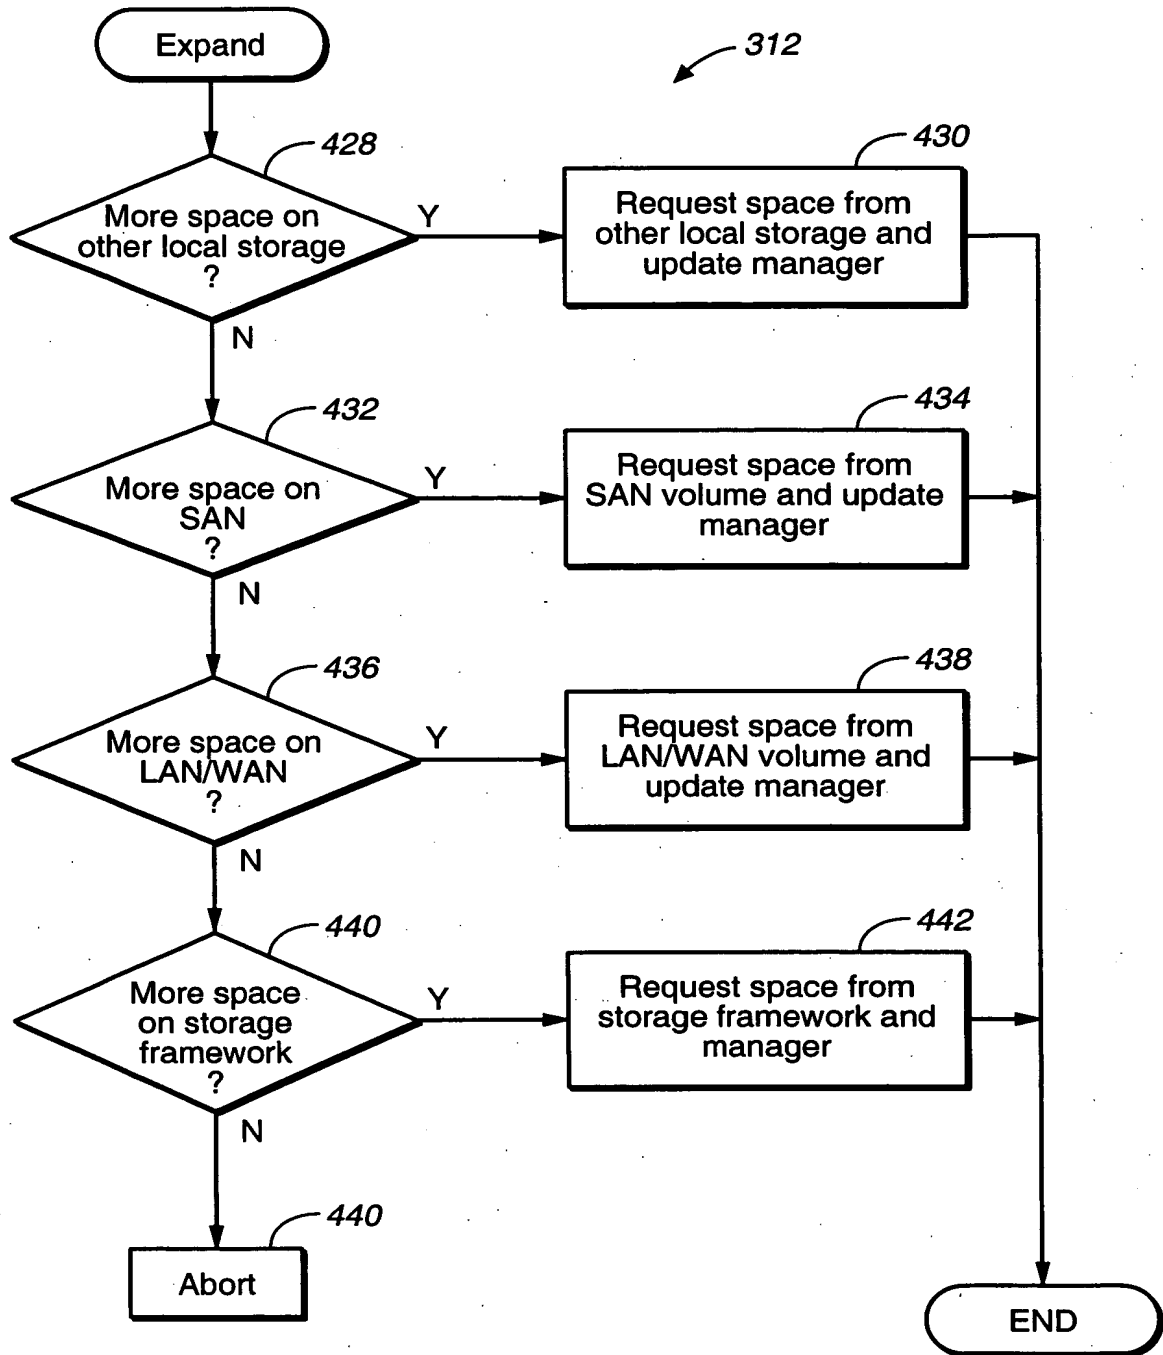 Expand
312
428
More space on
other local storage
?
Y
N
430
Request space from
other local storage and
update manager
432
More space on
SAN
?
Y
N
434
Request space from
SAN volume and update
manager
436
More space on
LAN/WAN
?
Y
N
438
Request space from
LAN/WAN volume and
update manager
440
More space
on storage
framework
?
Y
N
442
Request space from
storage framework and
manager
440
Abort
END